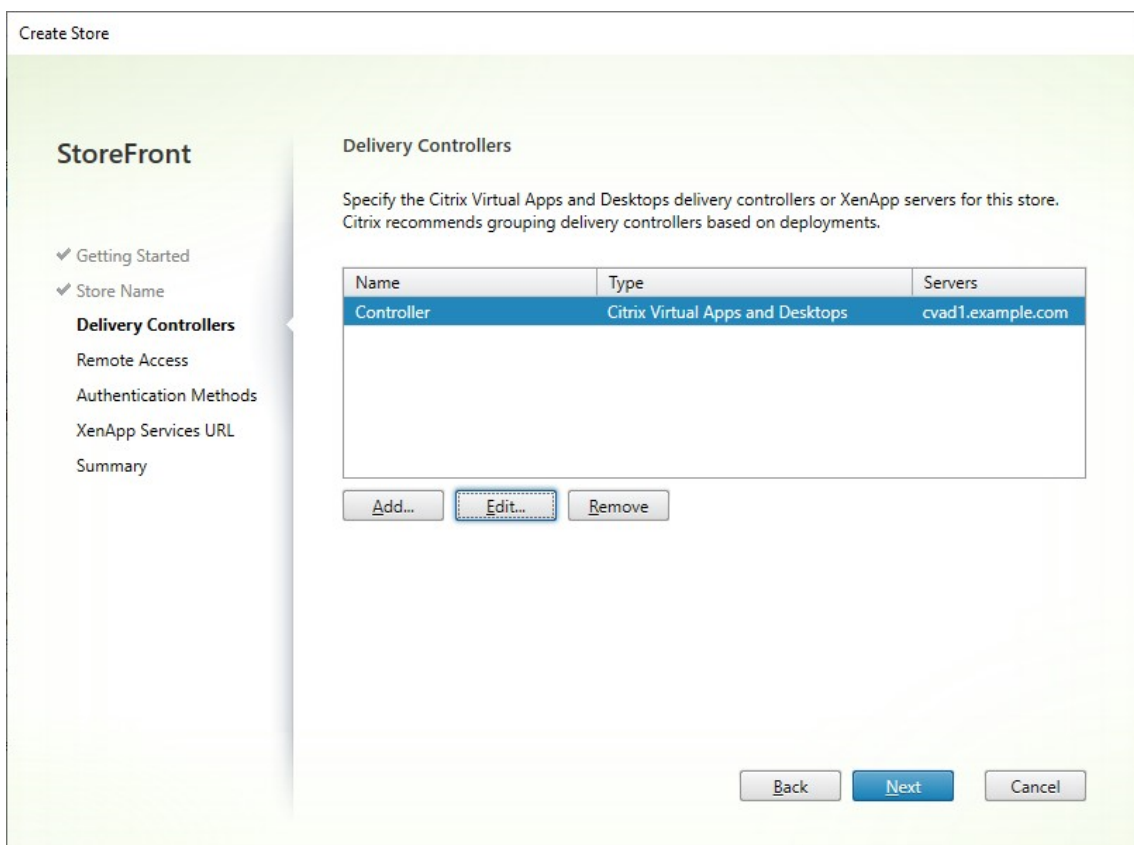 Create Store
StoreFront
Getting Started
Store Name
Delivery Controllers
Remote Access
Authentication Methods
XenApp Services URL
Summary
Delivery Controllers
Specify the Citrix Virtual Apps and Desktops delivery controllers or XenApp servers for this store.
Citrix recommends grouping delivery controllers based on deployments.
Name Type Servers
Controller Citrix Virtual Apps and Desktops cvad1.example.com
Add... Edit... Remove
Back Next Cancel